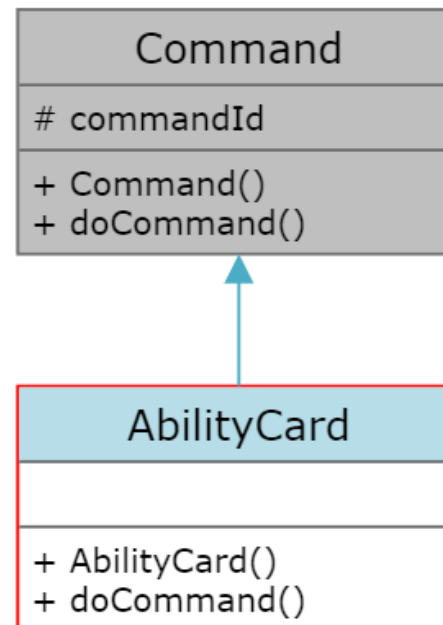 Command
# commandId
+ Command()
+ doCommand()
AbilityCard
+ AbilityCard()
+ doCommand()